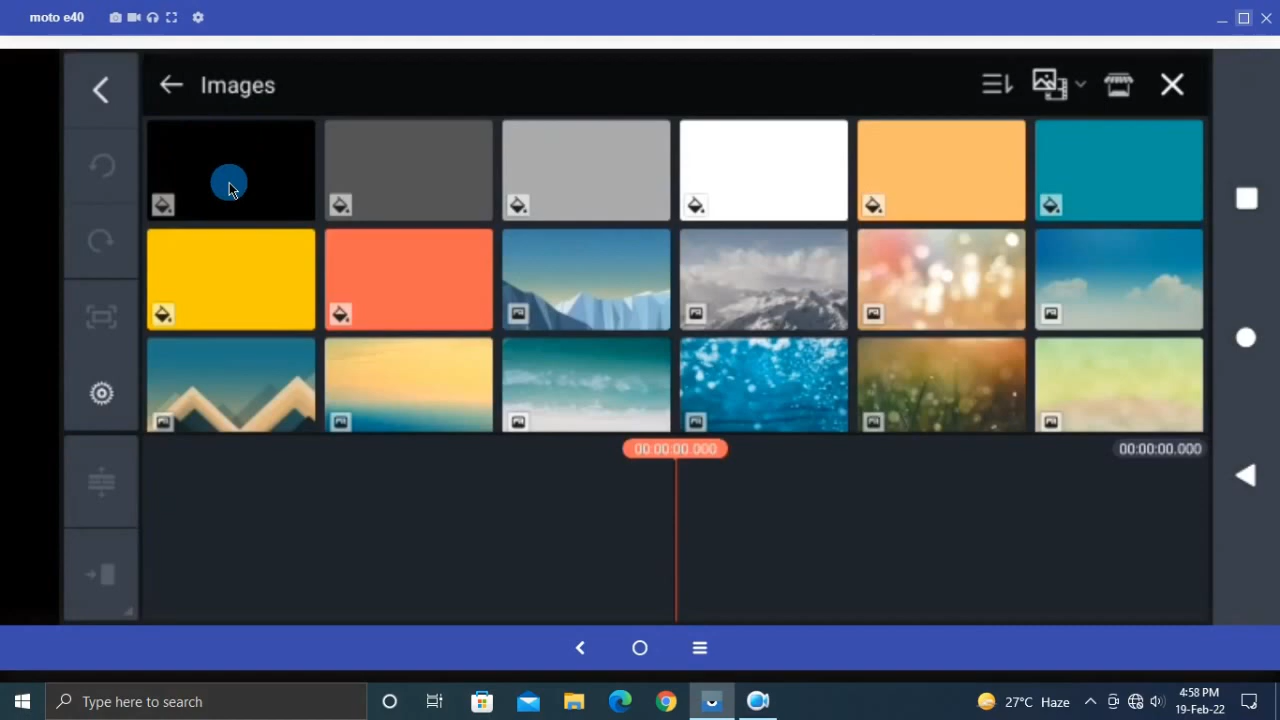 moto e40
Images
00:00:00.000
00:00:00.000
Type here to search
27°C Haze
4:58 PM
19-Feb-22